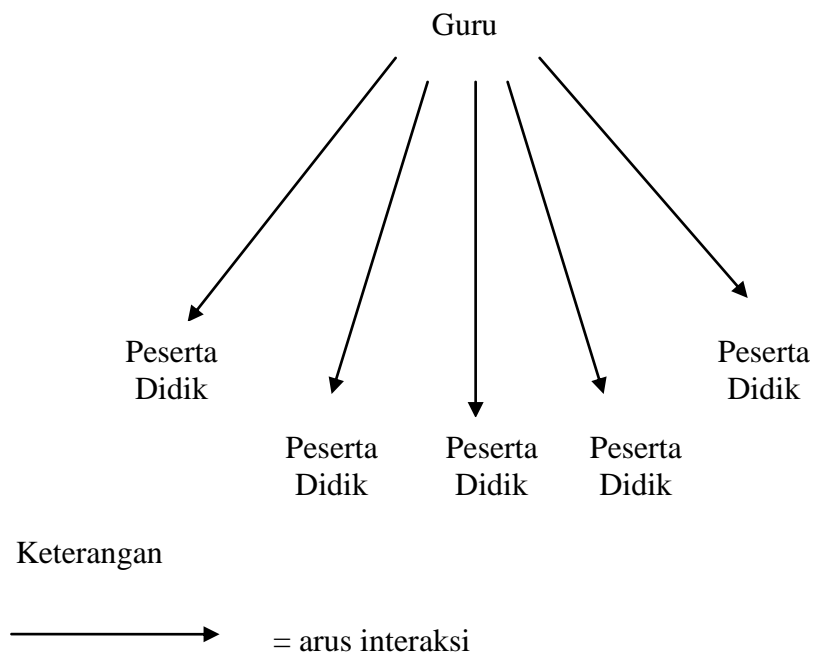 Guru
Peserta
Didik
Peserta
Didik
Peserta
Didik
Peserta
Didik
Peserta
Didik
Keterangan
= arus interaksi